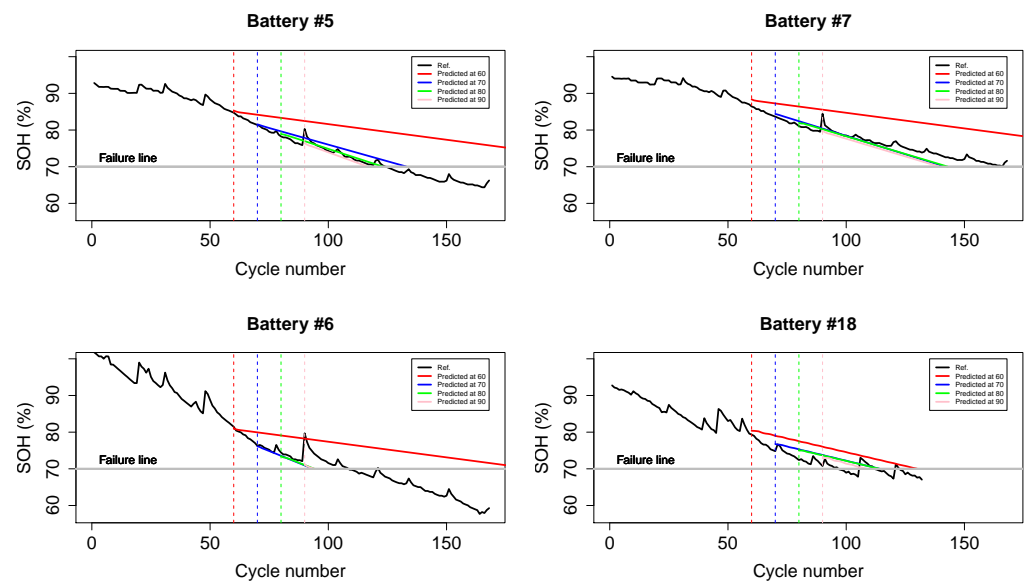 Battery #5
SOH (%)
90
80
70
60
Failure line
Ref.
Predicted at 60
Predicted at 70
Predicted at 80
Predicted at 90
0 50 100 150
Cycle number
Battery #7
SOH (%)
90
80
70
60
Failure line
Ref.
Predicted at 60
Predicted at 70
Predicted at 80
Predicted at 90
0 50 100 150
Cycle number
Battery #6
SOH (%)
90
80
70
60
Failure line
Ref.
Predicted at 60
Predicted at 70
Predicted at 80
Predicted at 90
0 50 100 150
Cycle number
Battery #18
SOH (%)
90
80
70
60
Failure line
Ref.
Predicted at 60
Predicted at 70
Predicted at 80
Predicted at 90
0 50 100 150
Cycle number